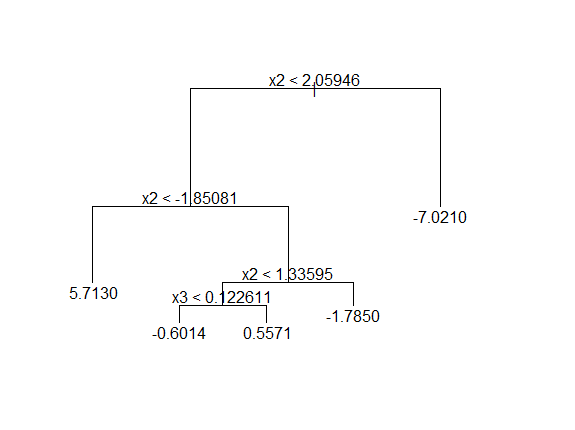 x2 < 2.05946
x2 < -1.85081
-7.0210
x2 < 1.33595
5.7130
x3 < 0.122611
-1.7850
-0.6014
0.5571